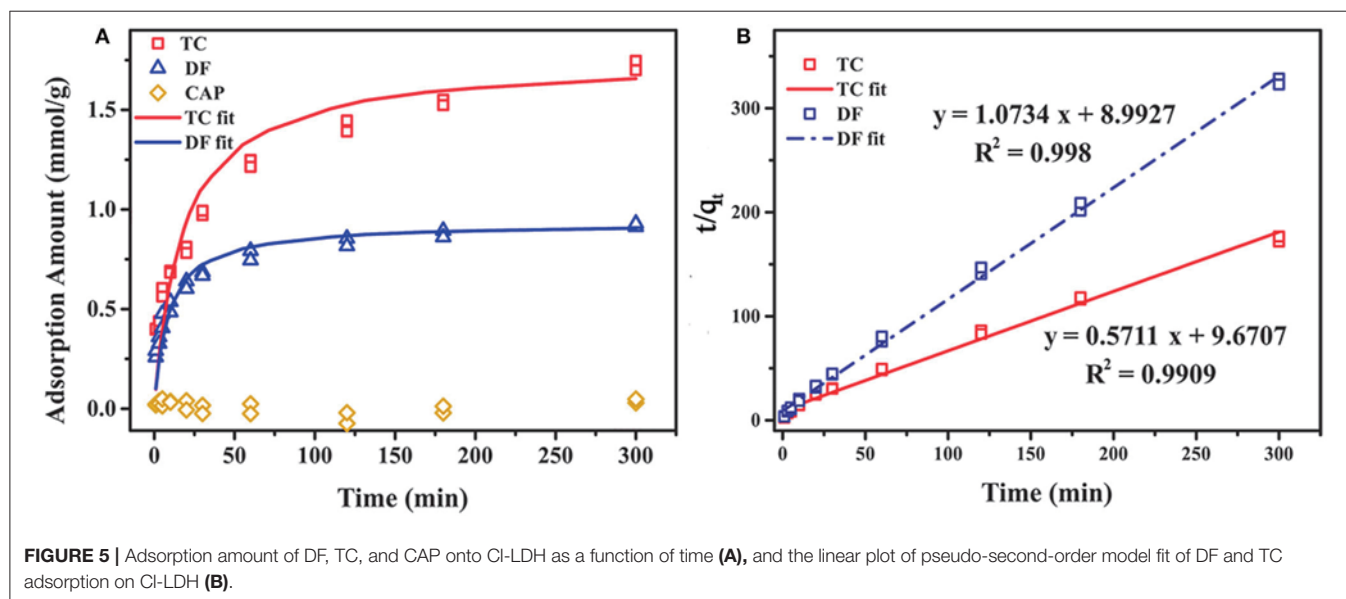 A
TC
DF
CAP
TC fit
DF fit
Adsorption Amount (mmol/g)
1.5
1.0
0.5
0.0
0 50 100 150 200 250 300
Time (min)
B
TC
TC fit
DF
DF fit
y = 1.0734 x + 8.9927
R² = 0.998
y = 0.5711 x + 9.6707
R² = 0.9909
t/qt
300
200
100
0
0 50 100 150 200 250 300
Time (min)
FIGURE 5 | Adsorption amount of DF, TC, and CAP onto Cl-LDH as a function of time (A), and the linear plot of pseudo-second-order model fit of DF and TC
adsorption on Cl-LDH (B).